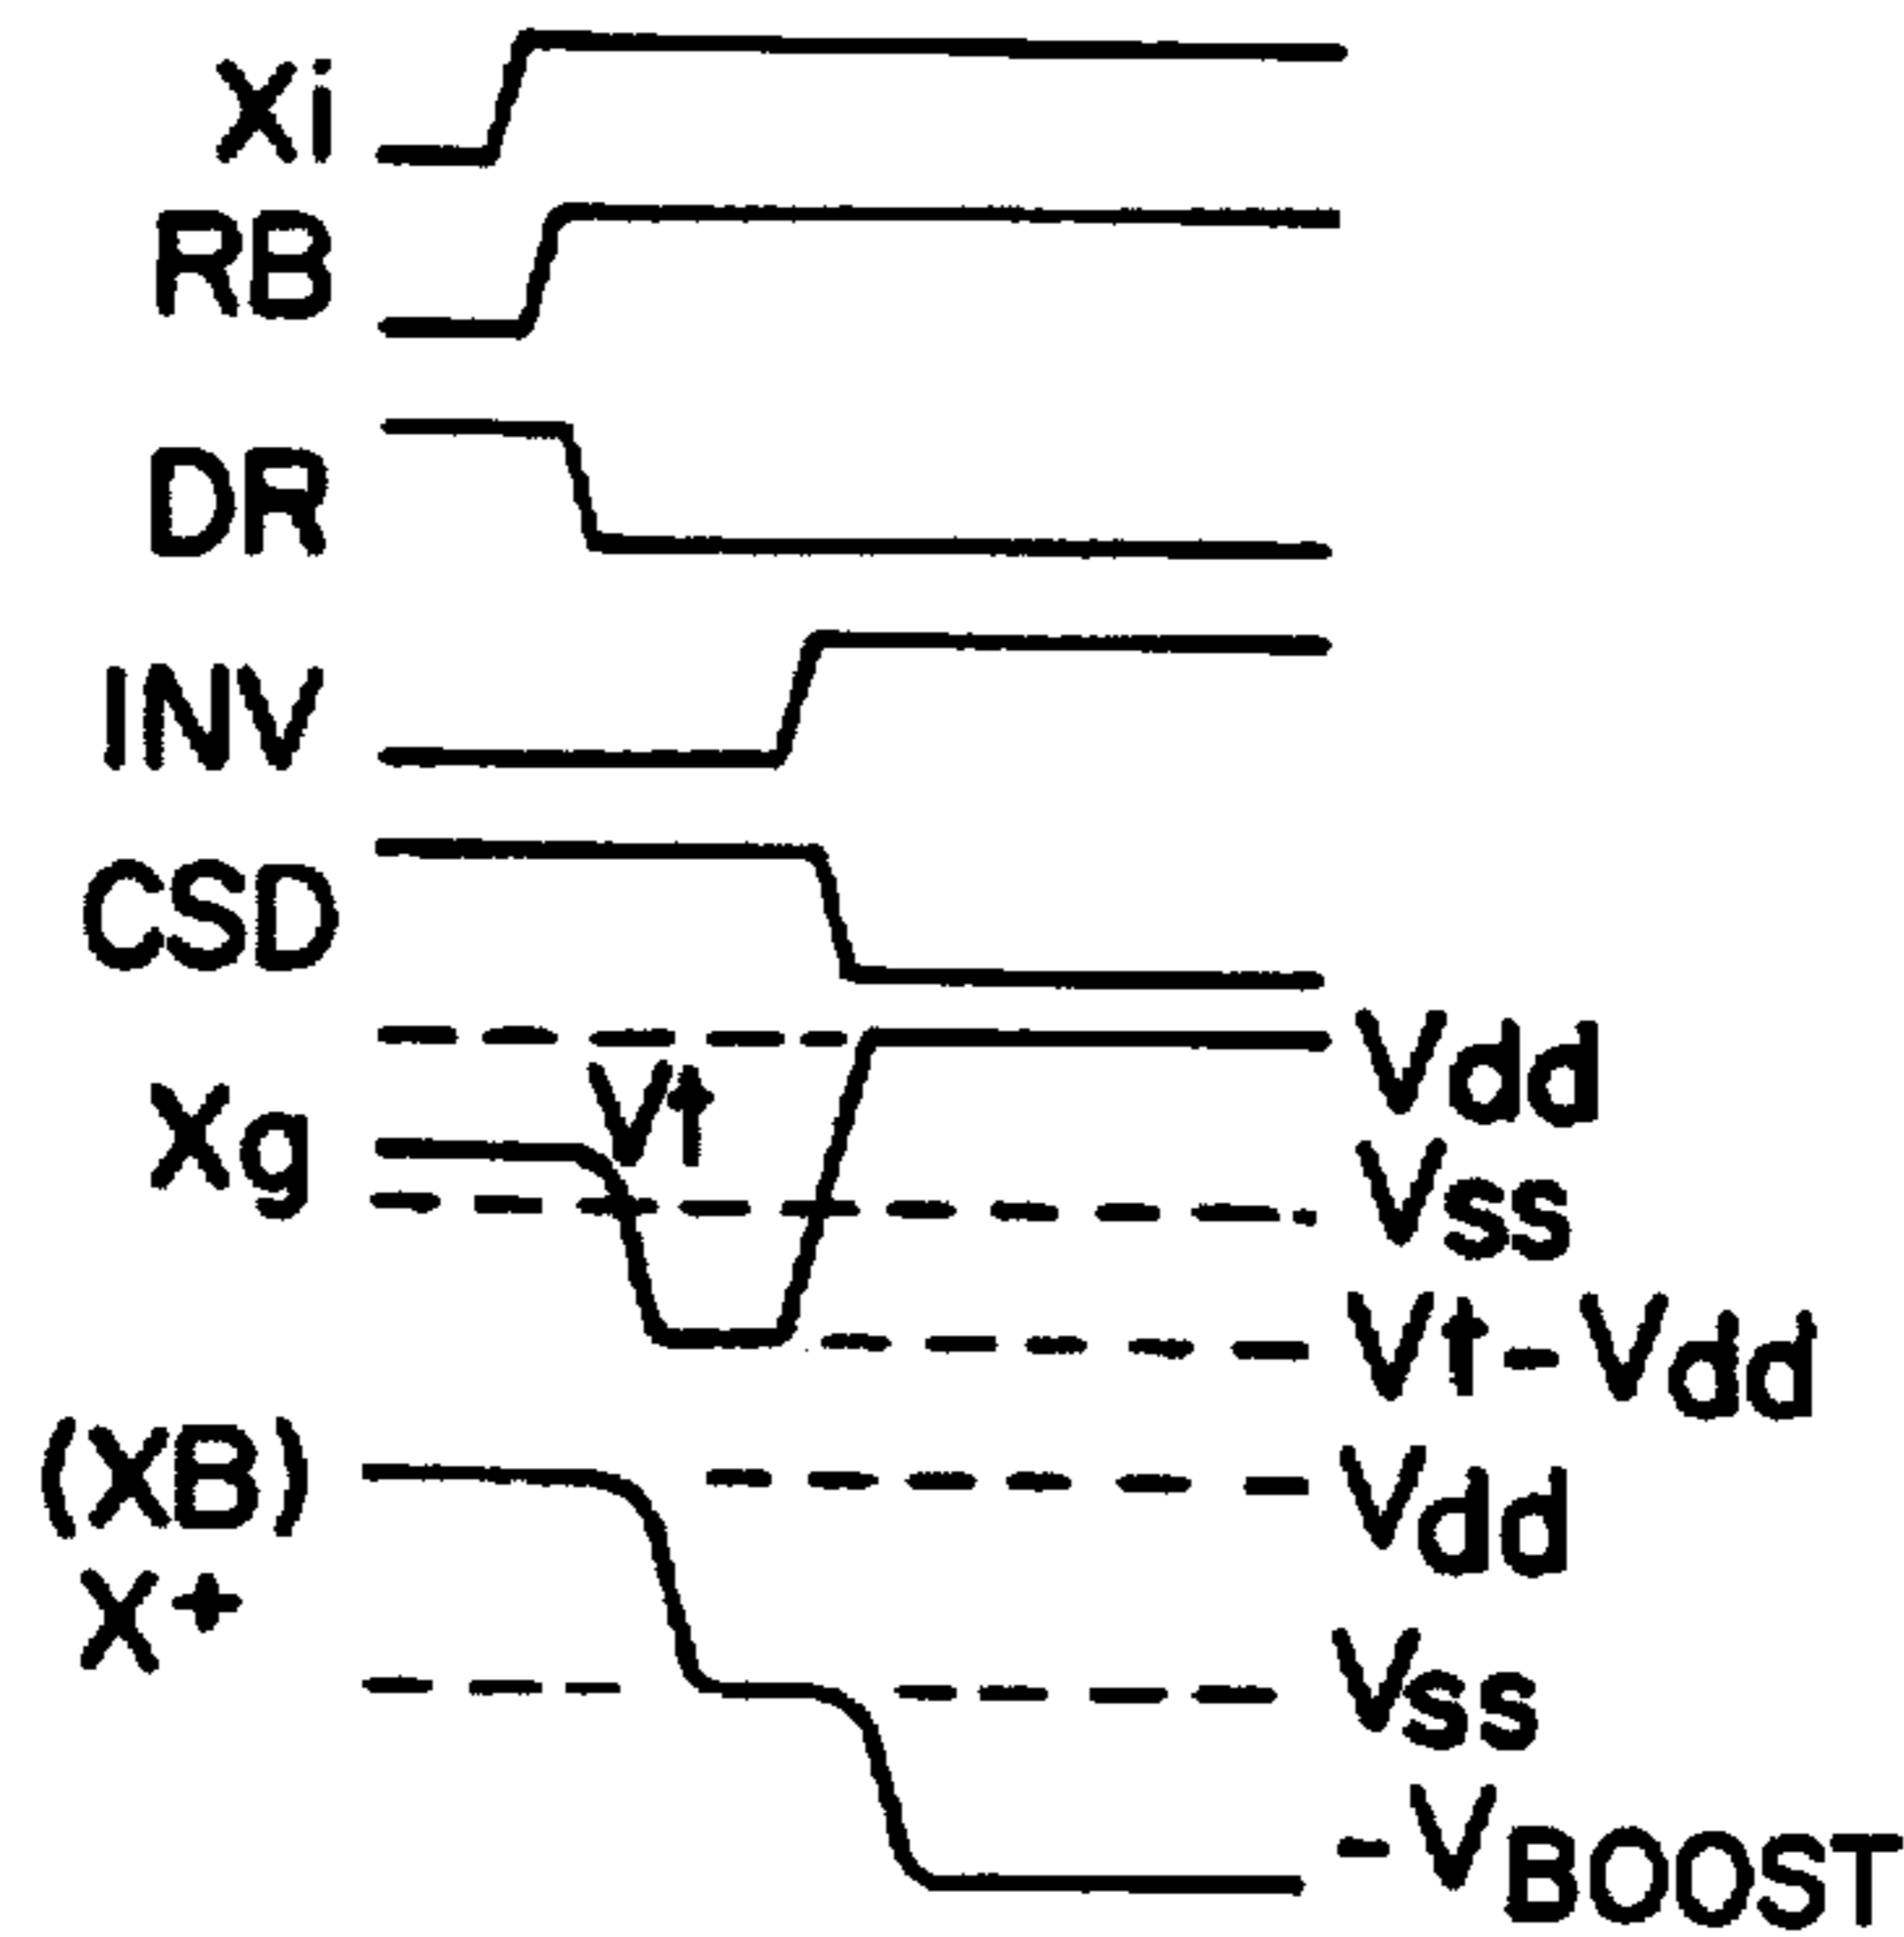 Xi
RB
DR
INV
CSD
Vdd
Xg
Vt
Vss
Vt-Vdd
(XB)
Vdd
X+
Vss
-VBOOST